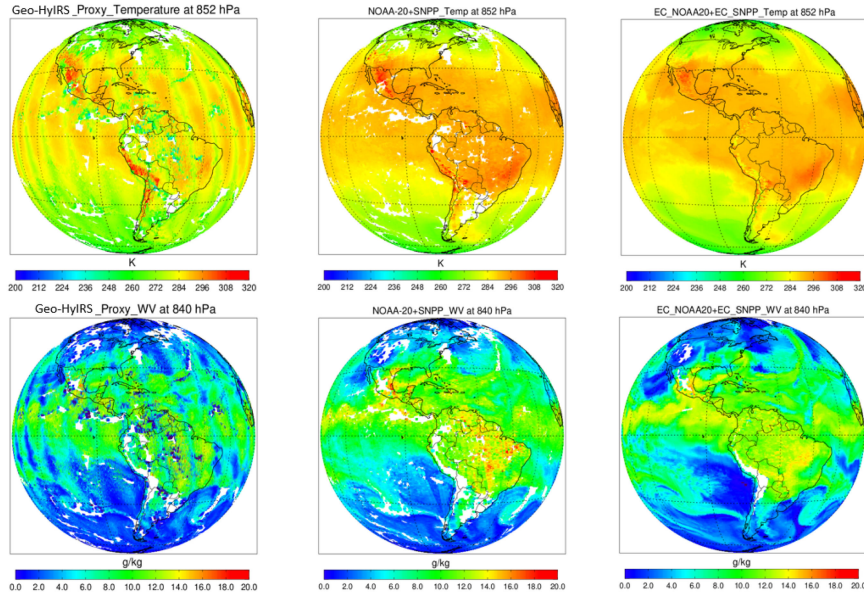 Geo-HyIRS _Proxy_Temperature at 852 hPa
NOAA-20+SNPP_Temp at 852 hPa
EC_NOAA20+EC_SNPP_Temp at 852 hPa
K
200 212 224 236 248 260 272 284 296 308 320
K
200 212 224 236 248 260 272 284 296 308 320
K
200 212 224 236 248 260 272 284 296 308 320
Geo-HyIRS _Proxy_WV at 840 hPa
NOAA-20+SNPP_WV at 840 hPa
EC_NOAA20+EC_SNPP_WV at 840 hPa
g/kg
0.0 2.0 4.0 6.0 8.0 10.0 12.0 14.0 16.0 18.0 20.0
g/kg
0.0 2.0 4.0 6.0 8.0 10.0 12.0 14.0 16.0 18.0 20.0
g/kg
0.0 2.0 4.0 6.0 8.0 10.0 12.0 14.0 16.0 18.0 20.0